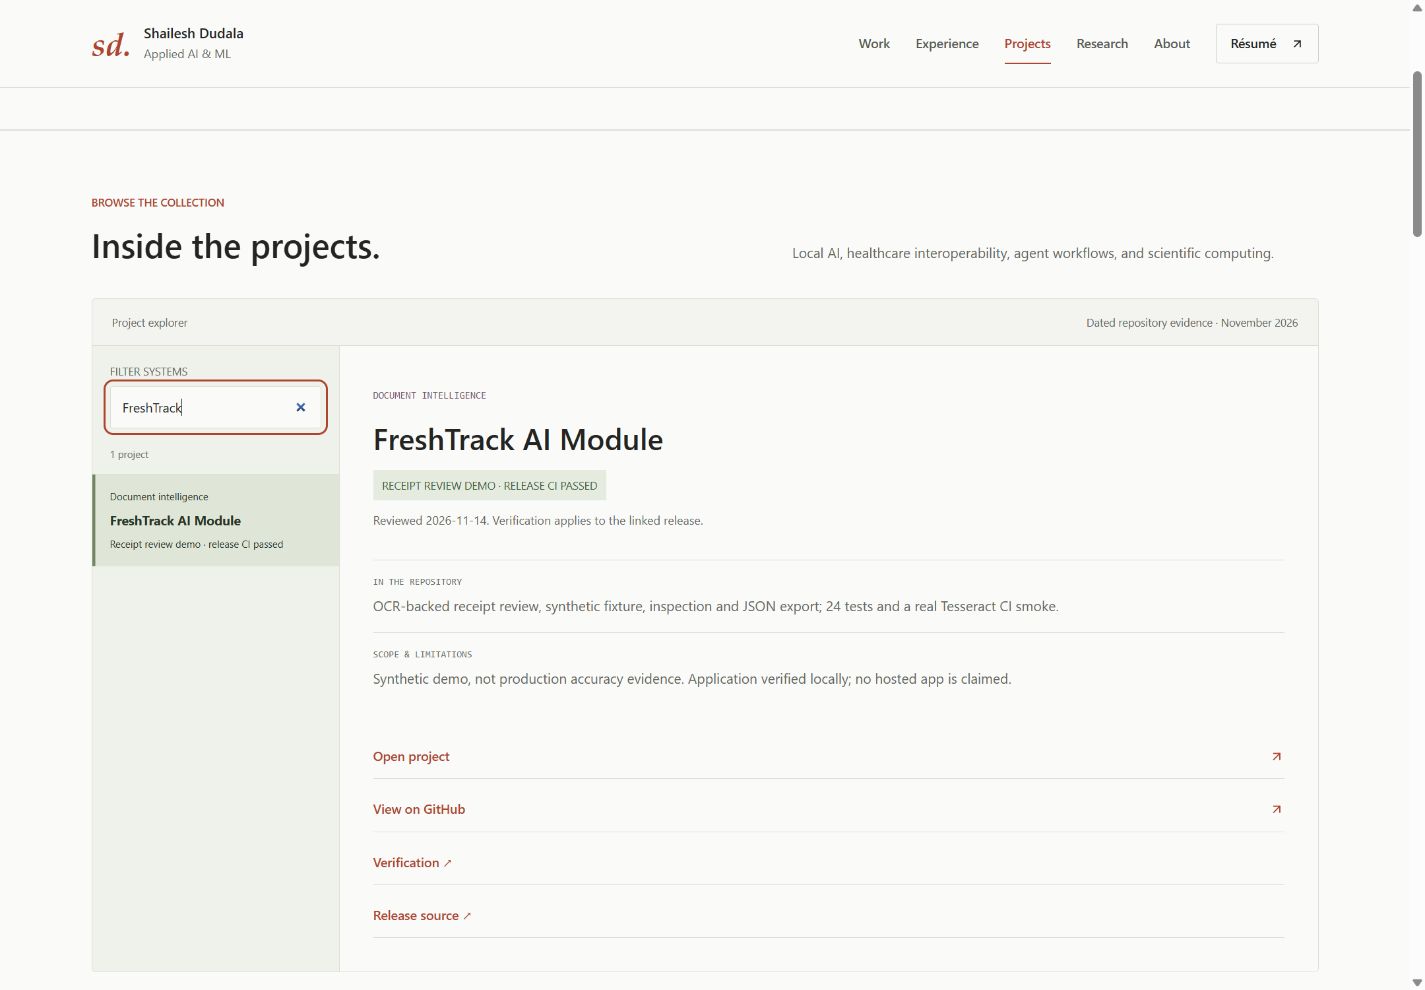 sd.
Shailesh Dudala
Applied AI & ML
Work
Experience
Projects
Research
About
Résumé
BROWSE THE COLLECTION
Inside the projects.
Local AI, healthcare interoperability, agent workflows, and scientific computing.
Project explorer
Dated repository evidence · November 2026
FILTER SYSTEMS
FreshTrack
1 project
Document intelligence
FreshTrack AI Module
Receipt review demo · release CI passed
DOCUMENT INTELLIGENCE
FreshTrack AI Module
RECEIPT REVIEW DEMO · RELEASE CI PASSED
Reviewed 2026-11-14. Verification applies to the linked release.
IN THE REPOSITORY
OCR-backed receipt review, synthetic fixture, inspection and JSON export; 24 tests and a real Tesseract CI smoke.
SCOPE & LIMITATIONS
Synthetic demo, not production accuracy evidence. Application verified locally; no hosted app is claimed.
Open project
View on GitHub
Verification ↗
Release source ↗